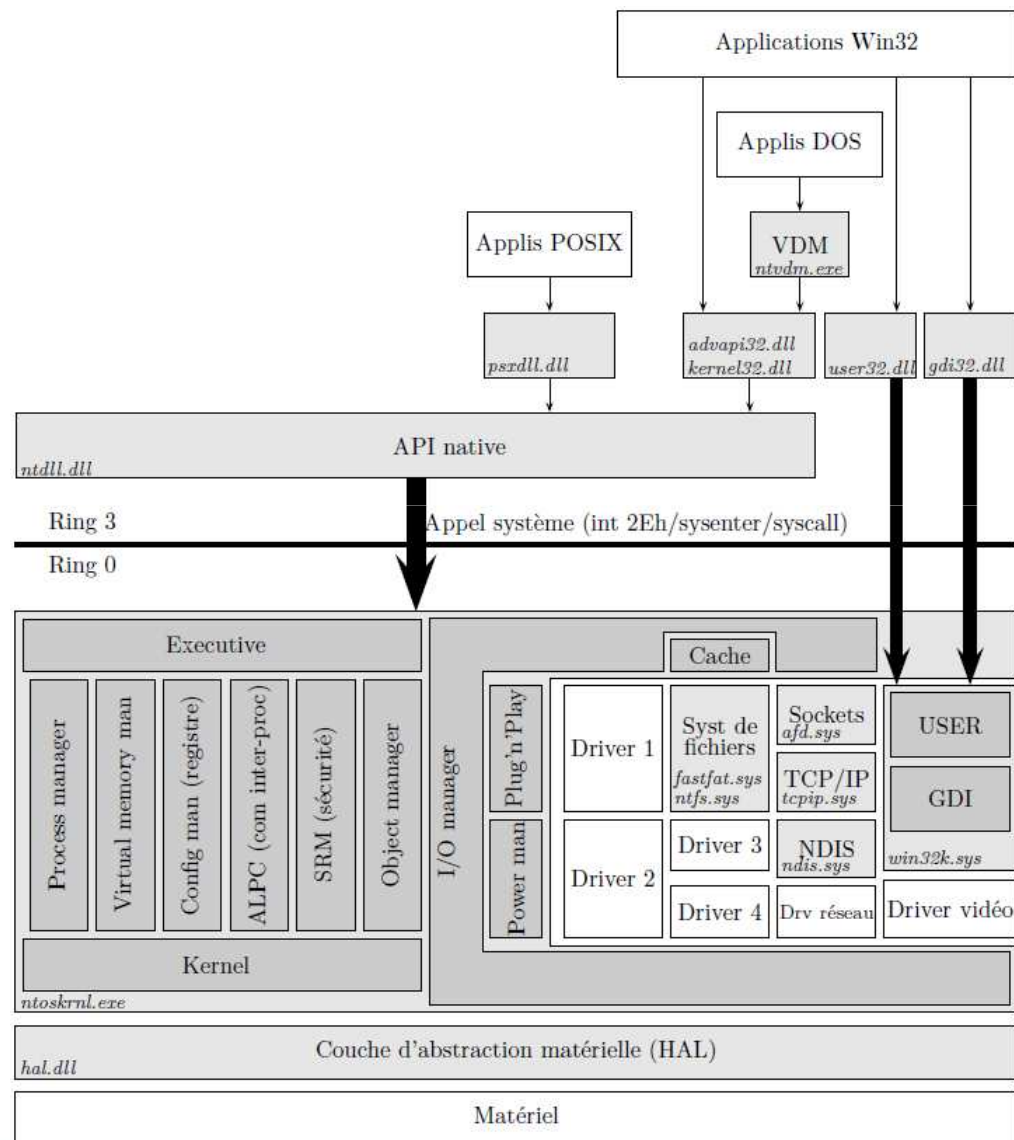 Applications Win32
Applis DOS
Applis POSIX
VDM
ntvdm.exe
psxdll.dll
advapi32.dll
kernel32.dll
user32.dll
gdi32.dll
API native
ntdll.dll
Ring 3
Appel système (int 2Eh/sysenter/syscall)
Ring 0
Executive
Process manager
Virtual memory man
Config man (registre)
ALPC (com inter-proc)
SRM (sécurité)
Object manager
Kernel
ntoskrnl.exe
I/O manager
Cache
Plug'n'Play
Power man
Driver 1
Driver 2
Syst de
fichiers
fastfat.sys
ntfs.sys
Driver 3
Driver 4
Sockets
afd.sys
TCP/IP
tcpip.sys
NDIS
ndis.sys
Drv réseau
USER
GDI
win32k.sys
Driver vidéo
Couche d'abstraction matérielle (HAL)
hal.dll
Matériel